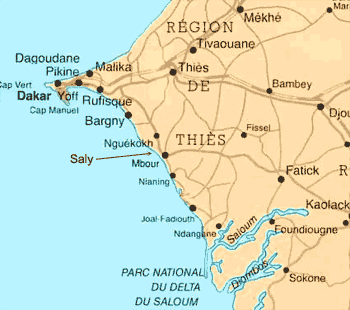 Mékhé
RÉGION
Tivaouane
Dagoudane
Pikine
Malika
Thiès
Cap Vert
Dakar
Yoff
Rufisque
DE
Bambey
Cap Manuel
Bargny
Djou
Fissel
Nguékokh
THIÈS
Saly
Mbour
Nianing
Fatick
Joal-Fadiouth
Kaolack
Ndangane
Saloum
Foundiougne
PARC NATIONAL
DU DELTA
DU SALOUM
Diombos
Sokone